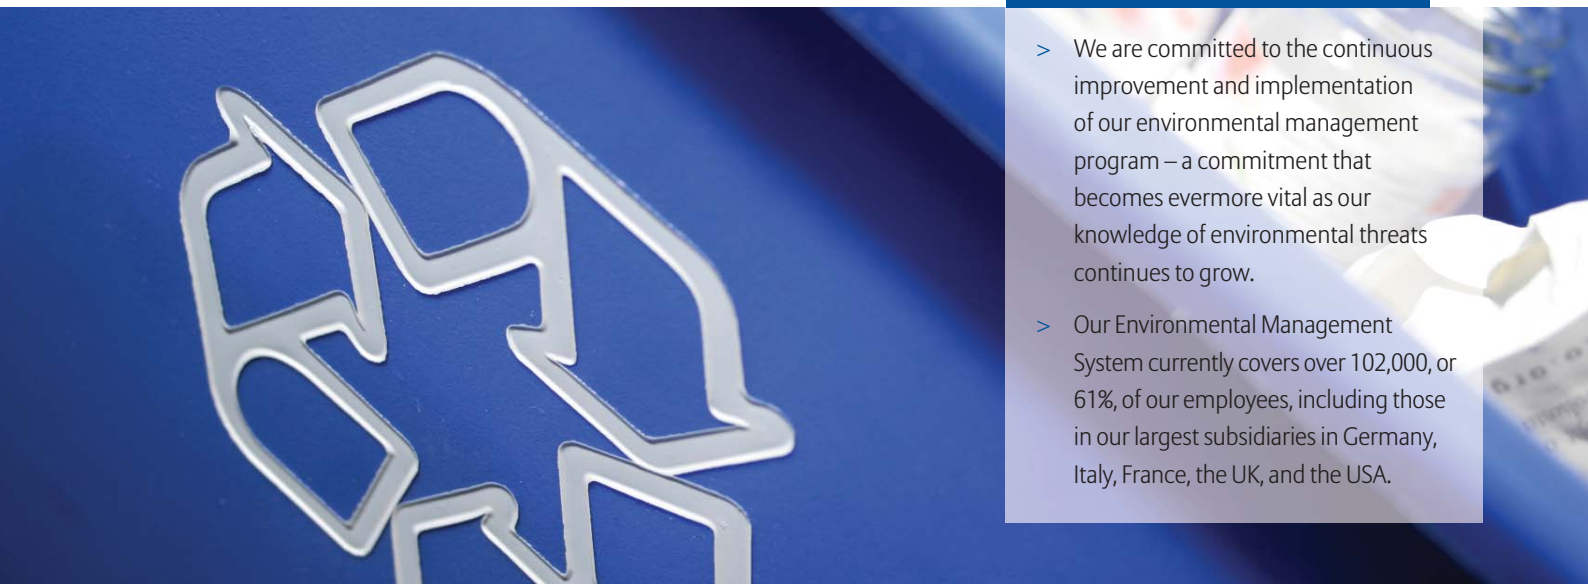 > We are committed to the continuous
improvement and implementation
of our environmental management
program – a commitment that
becomes evermore vital as our
knowledge of environmental threats
continues to grow.
> Our Environmental Management
System currently covers over 102,000, or
61%, of our employees, including those
in our largest subsidiaries in Germany,
Italy, France, the UK, and the USA.